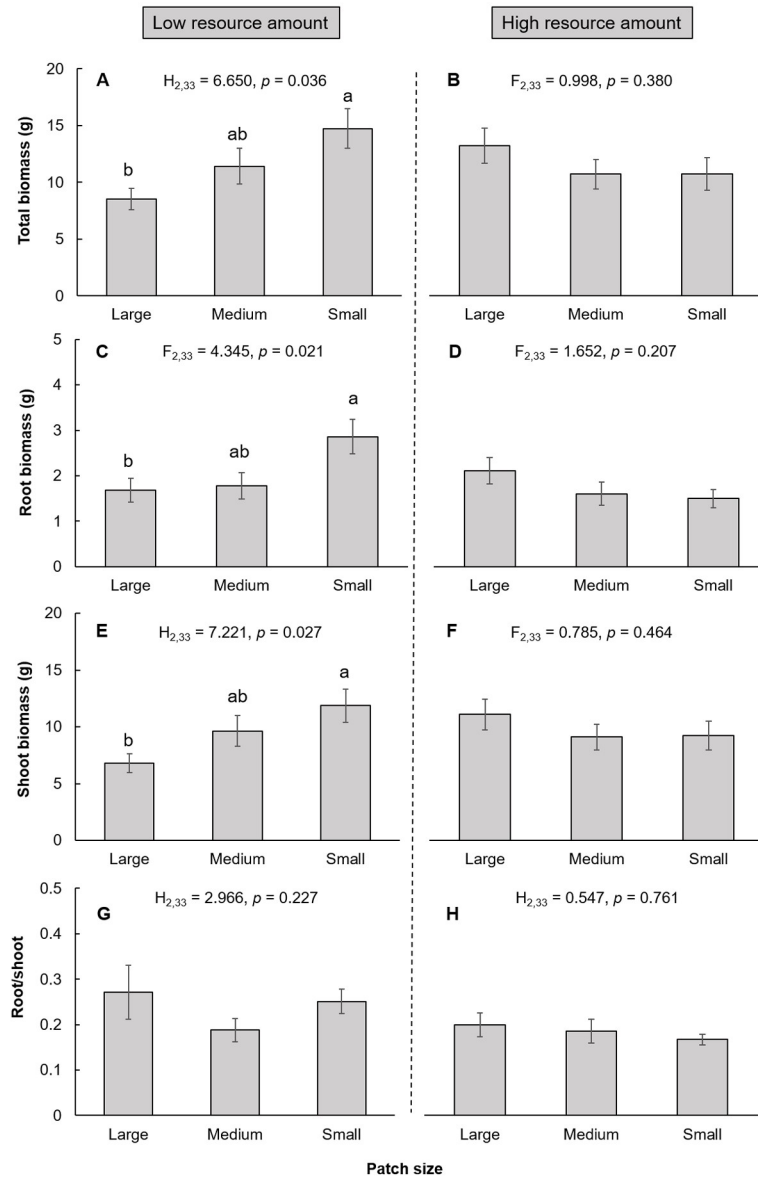 Low resource amount
High resource amount
Total biomass (g)
20
15
10
5
0
A
H2,33 = 6.650, p = 0.036
b
ab
a
Large Medium Small
B
F2,33 = 0.998, p = 0.380
Large Medium Small
Root biomass (g)
5
4
3
2
1
0
C
F2,33 = 4.345, p = 0.021
b
ab
a
Large Medium Small
D
F2,33 = 1.652, p = 0.207
Large Medium Small
Shoot biomass (g)
20
15
10
5
0
E
H2,33 = 7.221, p = 0.027
b
ab
a
Large Medium Small
F
F2,33 = 0.785, p = 0.464
Large Medium Small
Root/shoot
0.5
0.4
0.3
0.2
0.1
0
G
H2,33 = 2.966, p = 0.227
Large Medium Small
H
H2,33 = 0.547, p = 0.761
Large Medium Small
Patch size